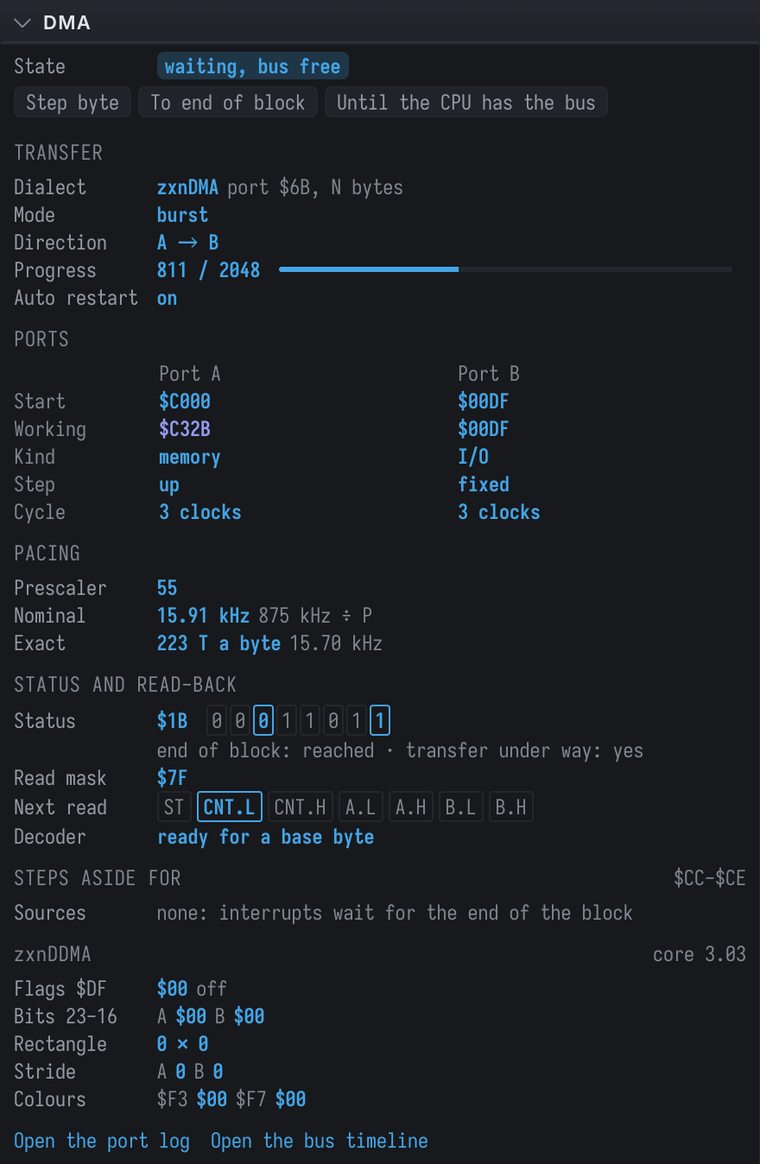 DMA
State waiting, bus free
Step byte To end of block Until the CPU has the bus
TRANSFER
Dialect zxnDMA port $6B, N bytes
Mode burst
Direction A → B
Progress 811 / 2048
Auto restart on
PORTS
Port A Port B
Start $C000 $00DF
Working $C32B $00DF
Kind memory I/O
Step up fixed
Cycle 3 clocks 3 clocks
PACING
Prescaler 55
Nominal 15.91 kHz 875 kHz ÷ P
Exact 223 T a byte 15.70 kHz
STATUS AND READ-BACK
Status $1B 0 0 0 1 1 0 1 1
end of block: reached · transfer under way: yes
Read mask $7F
Next read ST CNT.L CNT.H A.L A.H B.L B.H
Decoder ready for a base byte
STEPS ASIDE FOR $CC-$CE
Sources none: interrupts wait for the end of the block
zxnDDMA core 3.03
Flags $DF $00 off
Bits 23-16 A $00 B $00
Rectangle 0 × 0
Stride A 0 B 0
Colours $F3 $00 $F7 $00
Open the port log Open the bus timeline